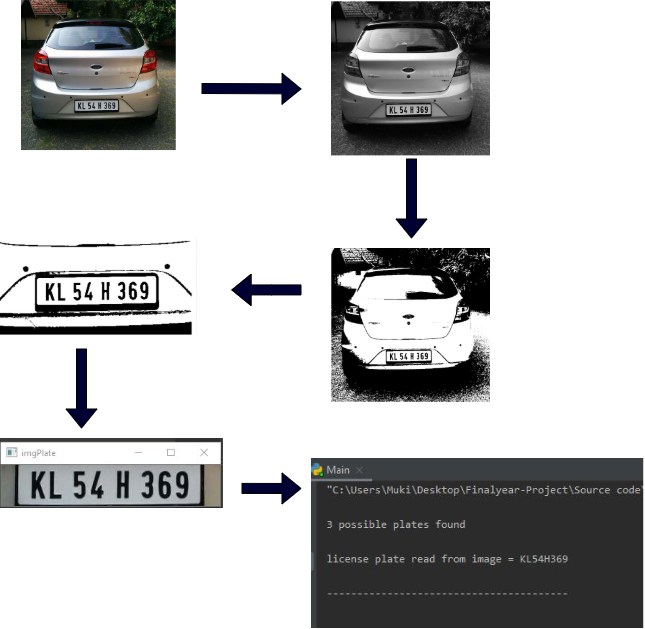 KL 54 H 369
KL 54 H 369
KL 54 H 369
KL 54 H 369
imgPlate
KL 54 H 369
Main
"C:\Users\Muki\Desktop\Finalyear-Project\Source code
3 possible plates found
license plate read from image = KL54H369
----------------------------------------